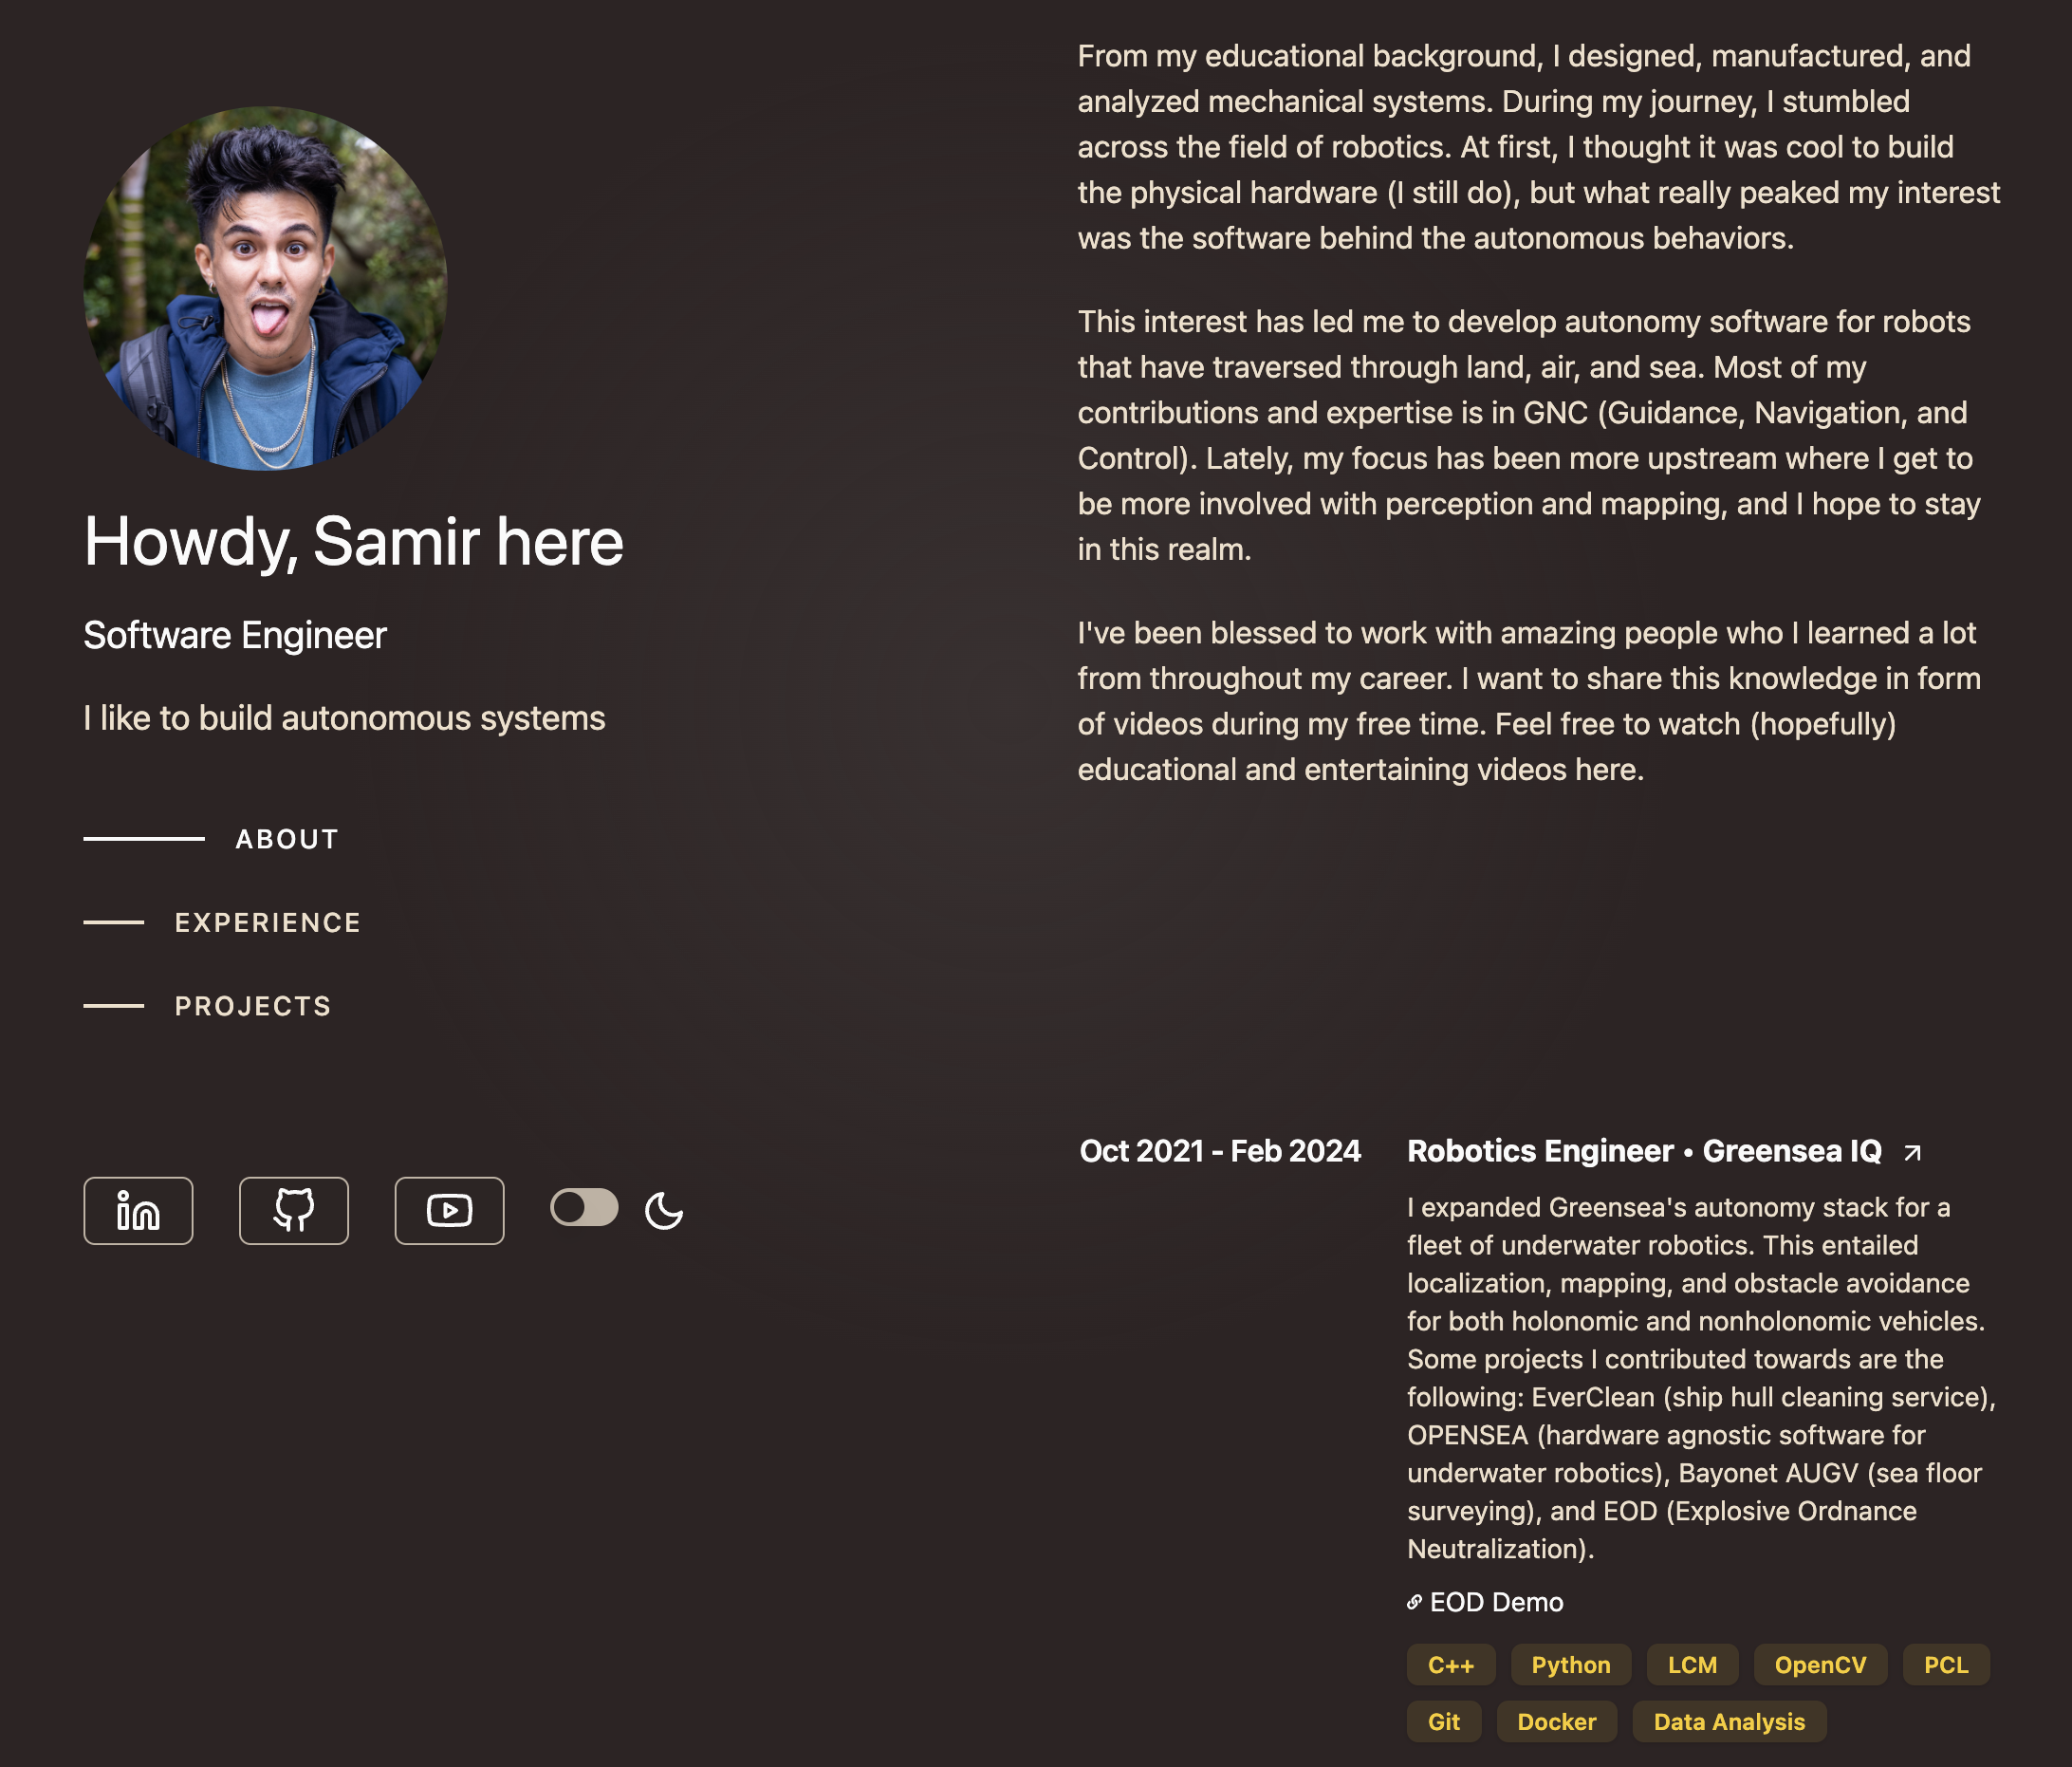 Howdy, Samir here
Software Engineer
I like to build autonomous systems
ABOUT
EXPERIENCE
PROJECTS
From my educational background, I designed, manufactured, and
analyzed mechanical systems. During my journey, I stumbled
across the field of robotics. At first, I thought it was cool to build
the physical hardware (I still do), but what really peaked my interest
was the software behind the autonomous behaviors.
This interest has led me to develop autonomy software for robots
that have traversed through land, air, and sea. Most of my
contributions and expertise is in GNC (Guidance, Navigation, and
Control). Lately, my focus has been more upstream where I get to
be more involved with perception and mapping, and I hope to stay
in this realm.
I've been blessed to work with amazing people who I learned a lot
from throughout my career. I want to share this knowledge in form
of videos during my free time. Feel free to watch (hopefully)
educational and entertaining videos here.
Oct 2021 - Feb 2024
Robotics Engineer • Greensea IQ
I expanded Greensea's autonomy stack for a
fleet of underwater robotics. This entailed
localization, mapping, and obstacle avoidance
for both holonomic and nonholonomic vehicles.
Some projects I contributed towards are the
following: EverClean (ship hull cleaning service),
OPENSEA (hardware agnostic software for
underwater robotics), Bayonet AUGV (sea floor
surveying), and EOD (Explosive Ordnance
Neutralization).
EOD Demo
C++ Python LCM OpenCV PCL
Git Docker Data Analysis